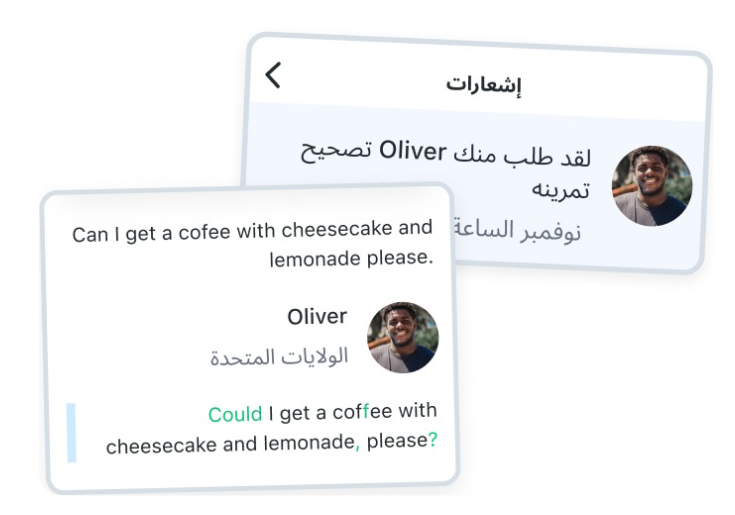 إشعارات
لقد طلب منك Oliver تصحيح
تمرينه
نوفمبر الساعة
Can I get a cofee with cheesecake and
lemonade please.
Oliver
الولايات المتحدة
Could I get a coffee with
cheesecake and lemonade, please?